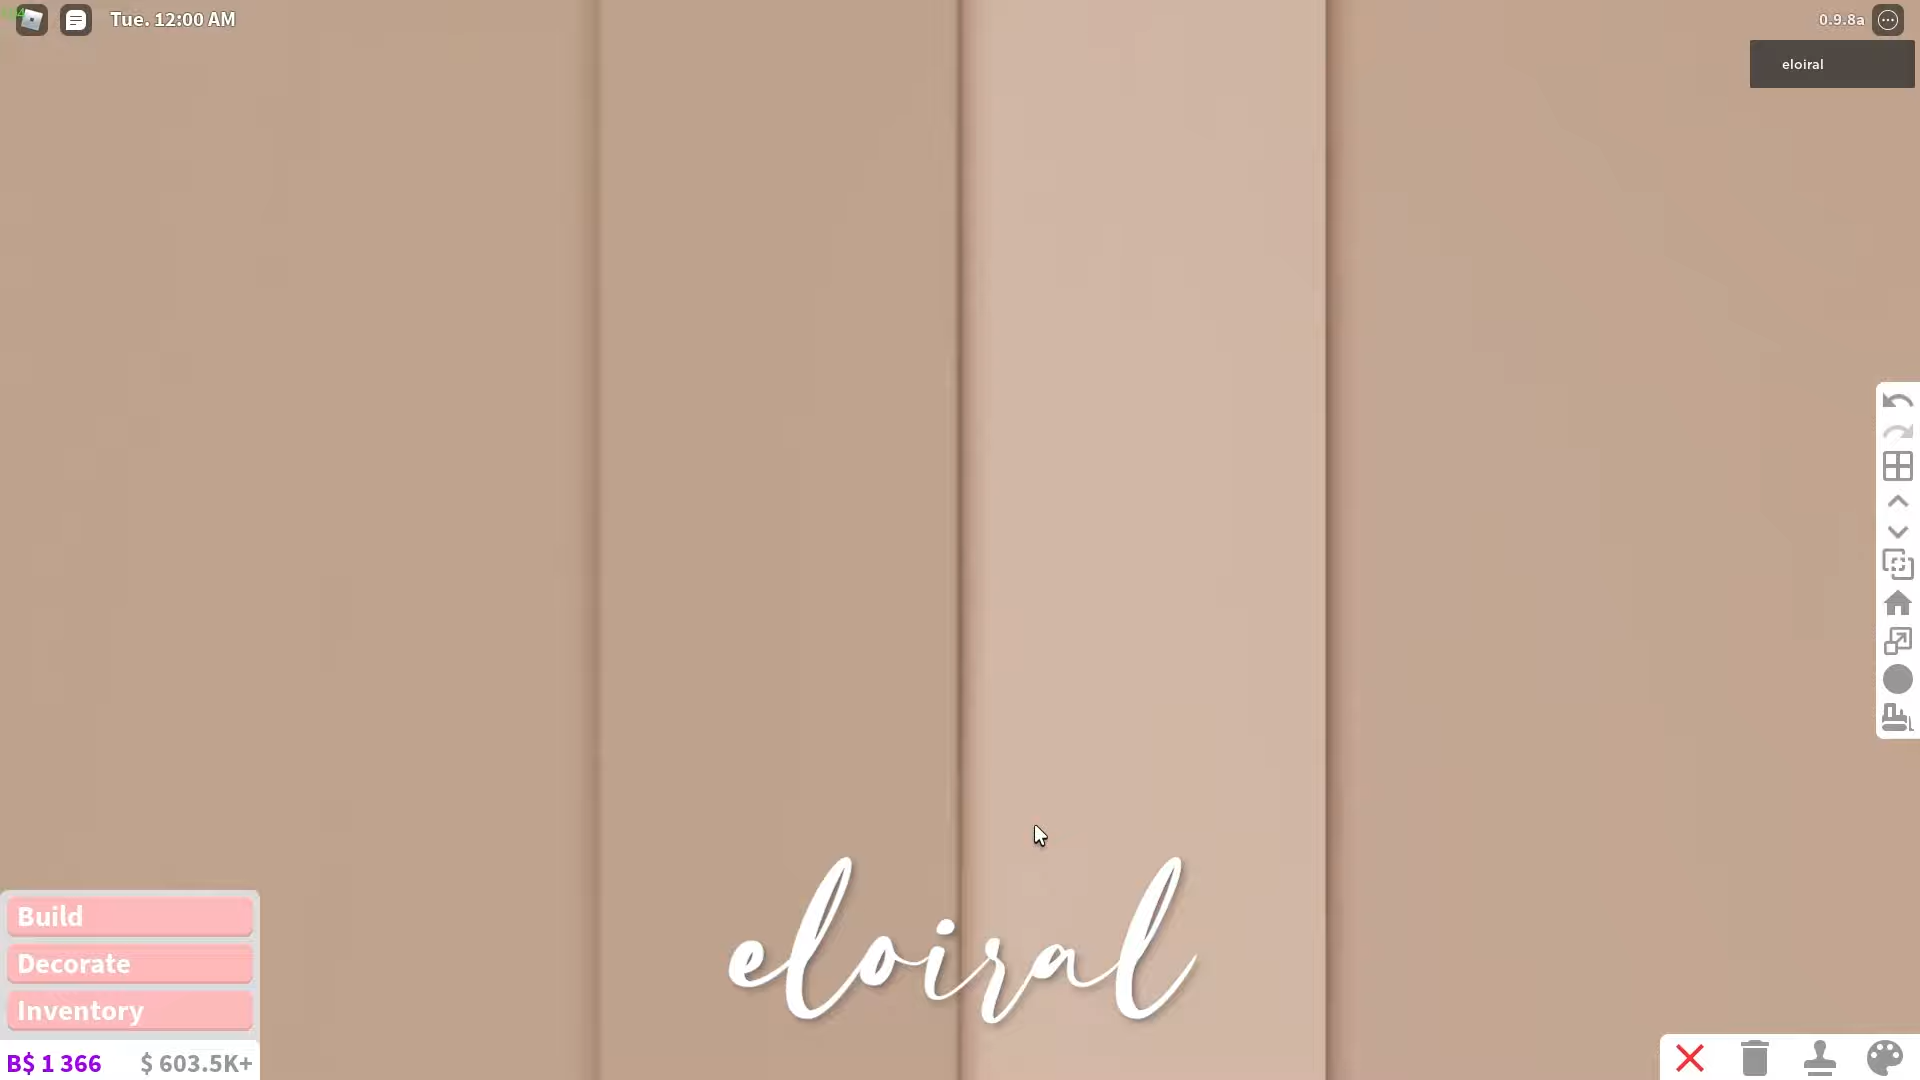 Tue. 12:00 AM
0.9.8a
eloiral
Build
Decorate
Inventory
B$ 1 366 $ 603.5K+
eloiral